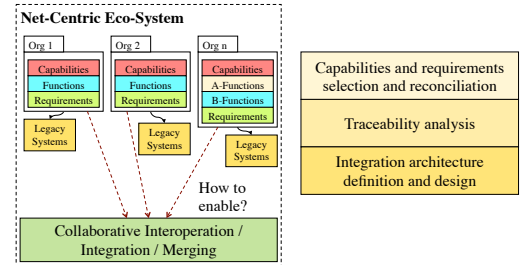 Net-Centric Eco-System
Org 1
Capabilities
Functions
Requirements
Legacy
Systems
Org 2
Capabilities
Functions
Requirements
Legacy
Systems
Org n
Capabilities
A-Functions
B-Functions
Requirements
Legacy
Systems
How to
enable?
Collaborative Interoperation /
Integration / Merging
Capabilities and requirements
selection and reconciliation
Traceability analysis
Integration architecture
definition and design